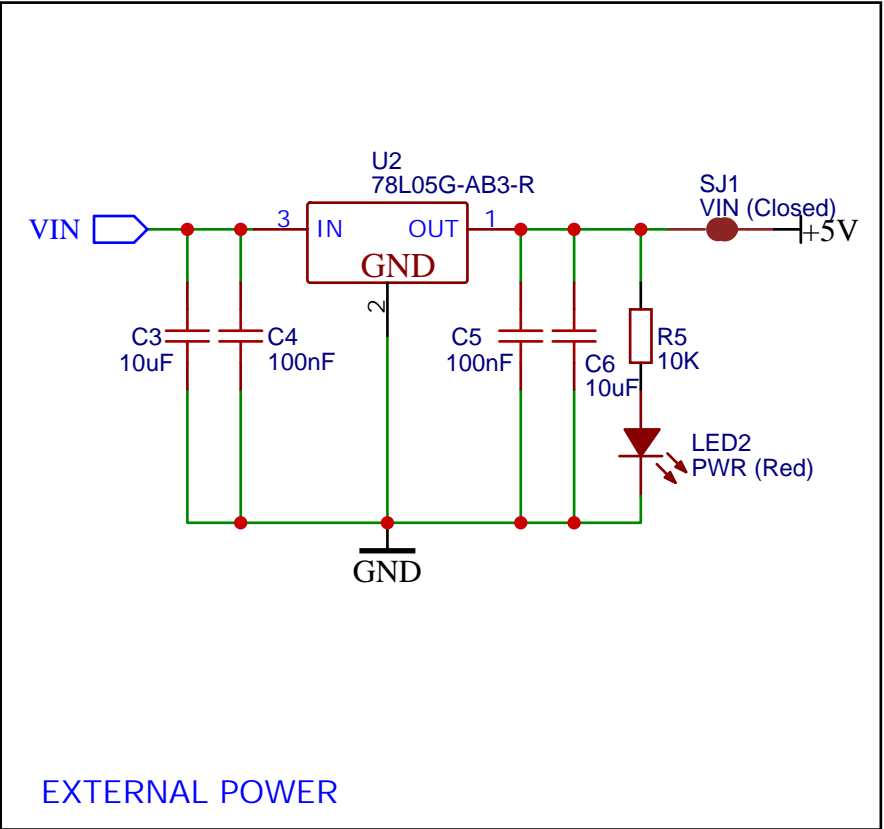 U2
78L05G-AB3-R
SJ1
VIN (Closed)
VIN
3
IN
OUT
1
+5V
GND
2
C3
10uF
C4
100nF
C5
100nF
C6
10uF
R5
10K
LED2
PWR (Red)
GND
EXTERNAL POWER